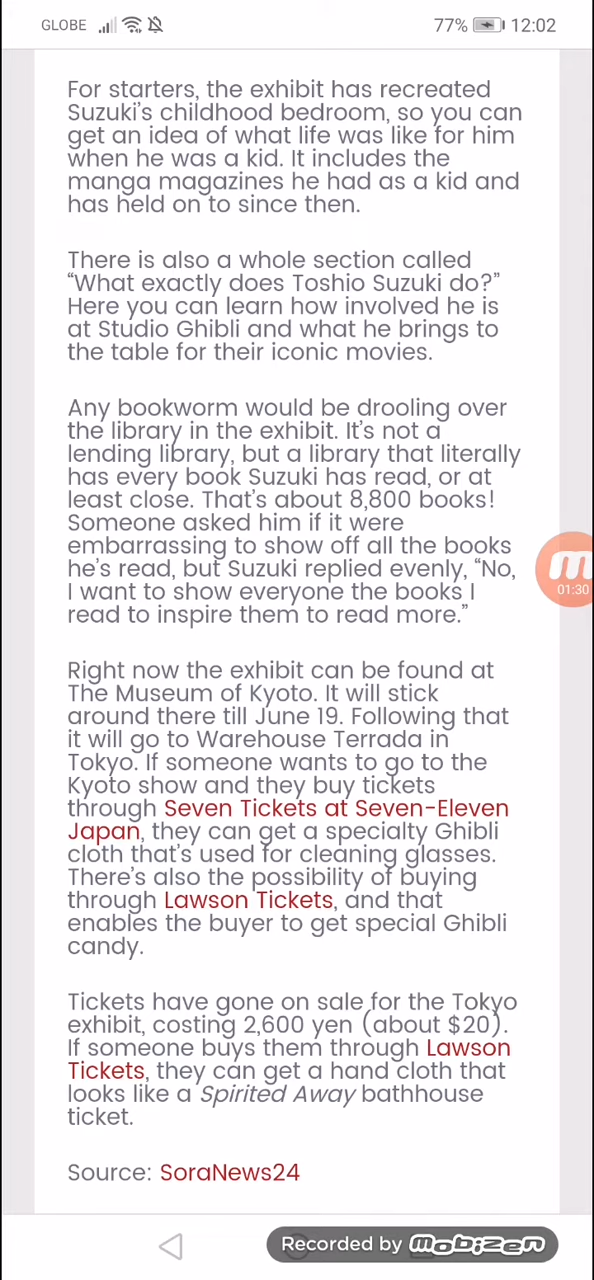 GLOBE 77% 12:02
For starters, the exhibit has recreated
Suzuki’s childhood bedroom, so you can
get an idea of what life was like for him
when he was a kid. It includes the
manga magazines he had as a kid and
has held on to since then.
There is also a whole section called
“What exactly does Toshio Suzuki do?”
Here you can learn how involved he is
at Studio Ghibli and what he brings to
the table for their iconic movies.
Any bookworm would be drooling over
the library in the exhibit. It’s not a
lending library, but a library that literally
has every book Suzuki has read, or at
least close. That’s about 8,800 books!
Someone asked him if it were
embarrassing to show off all the books
he’s read, but Suzuki replied evenly, “No,
I want to show everyone the books I
read to inspire them to read more.”
m
01:30
Right now the exhibit can be found at
The Museum of Kyoto. It will stick
around there till June 19. Following that
it will go to Warehouse Terrada in
Tokyo. If someone wants to go to the
Kyoto show and they buy tickets
through Seven Tickets at Seven-Eleven
Japan, they can get a specialty Ghibli
cloth that’s used for cleaning glasses.
There’s also the possibility of buying
through Lawson Tickets, and that
enables the buyer to get special Ghibli
candy.
Tickets have gone on sale for the Tokyo
exhibit, costing 2,600 yen (about $20).
If someone buys them through Lawson
Tickets, they can get a hand cloth that
looks like a Spirited Away bathhouse
ticket.
Source: SoraNews24
Recorded by mobizen